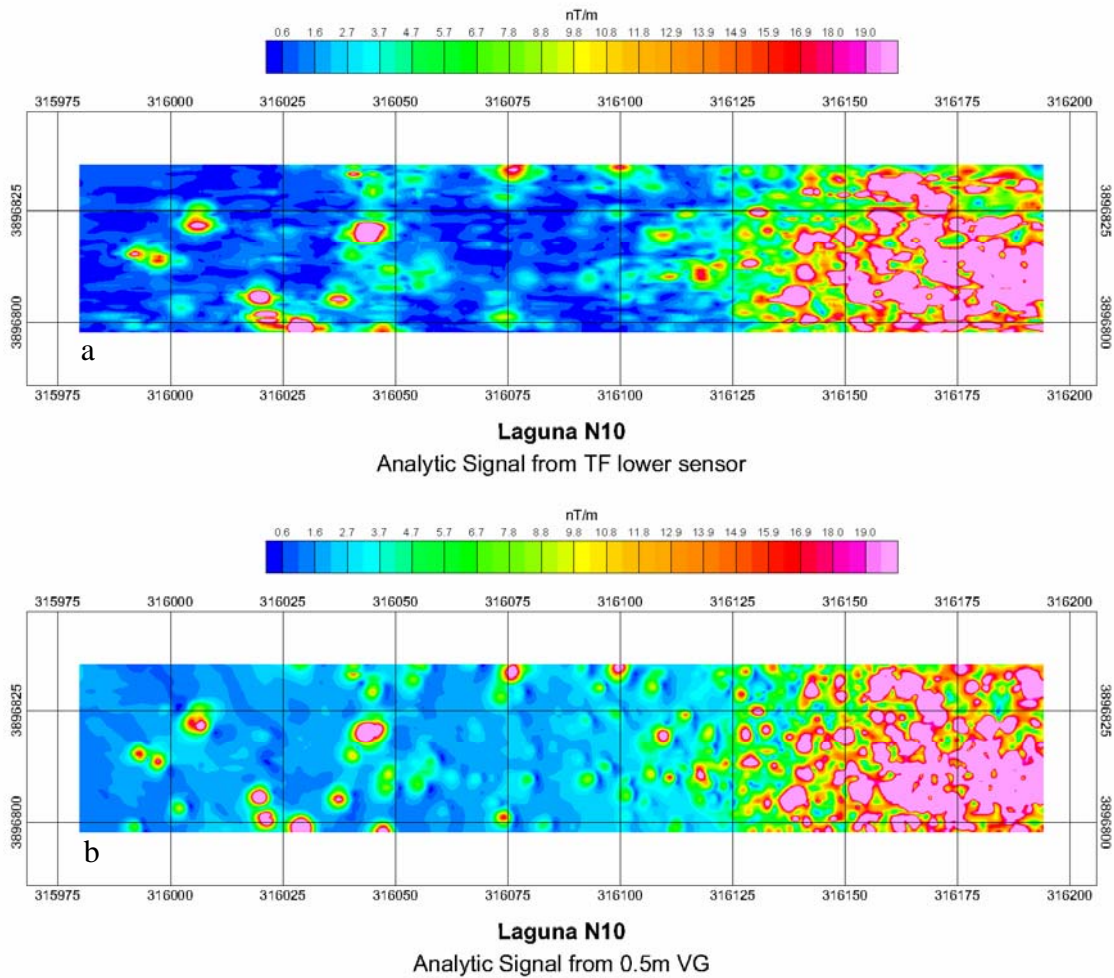 nT/m
0.6 1.6 2.7 3.7 4.7 5.7 6.7 7.8 8.8 9.8 10.8 11.8 12.9 13.9 14.9 15.9 16.9 18.0 19.0
315975 316000 316025 316050 316075 316100 316125 316150 316175 316200
3896825 3896825
3896800 3896800
a
315975 316000 316025 316050 316075 316100 316125 316150 316175 316200
Laguna N10
Analytic Signal from TF lower sensor
nT/m
0.6 1.6 2.7 3.7 4.7 5.7 6.7 7.8 8.8 9.8 10.8 11.8 12.9 13.9 14.9 15.9 16.9 18.0 19.0
315975 316000 316025 316050 316075 316100 316125 316150 316175 316200
3896825 3896825
3896800 3896800
b
315975 316000 316025 316050 316075 316100 316125 316150 316175 316200
Laguna N10
Analytic Signal from 0.5m VG